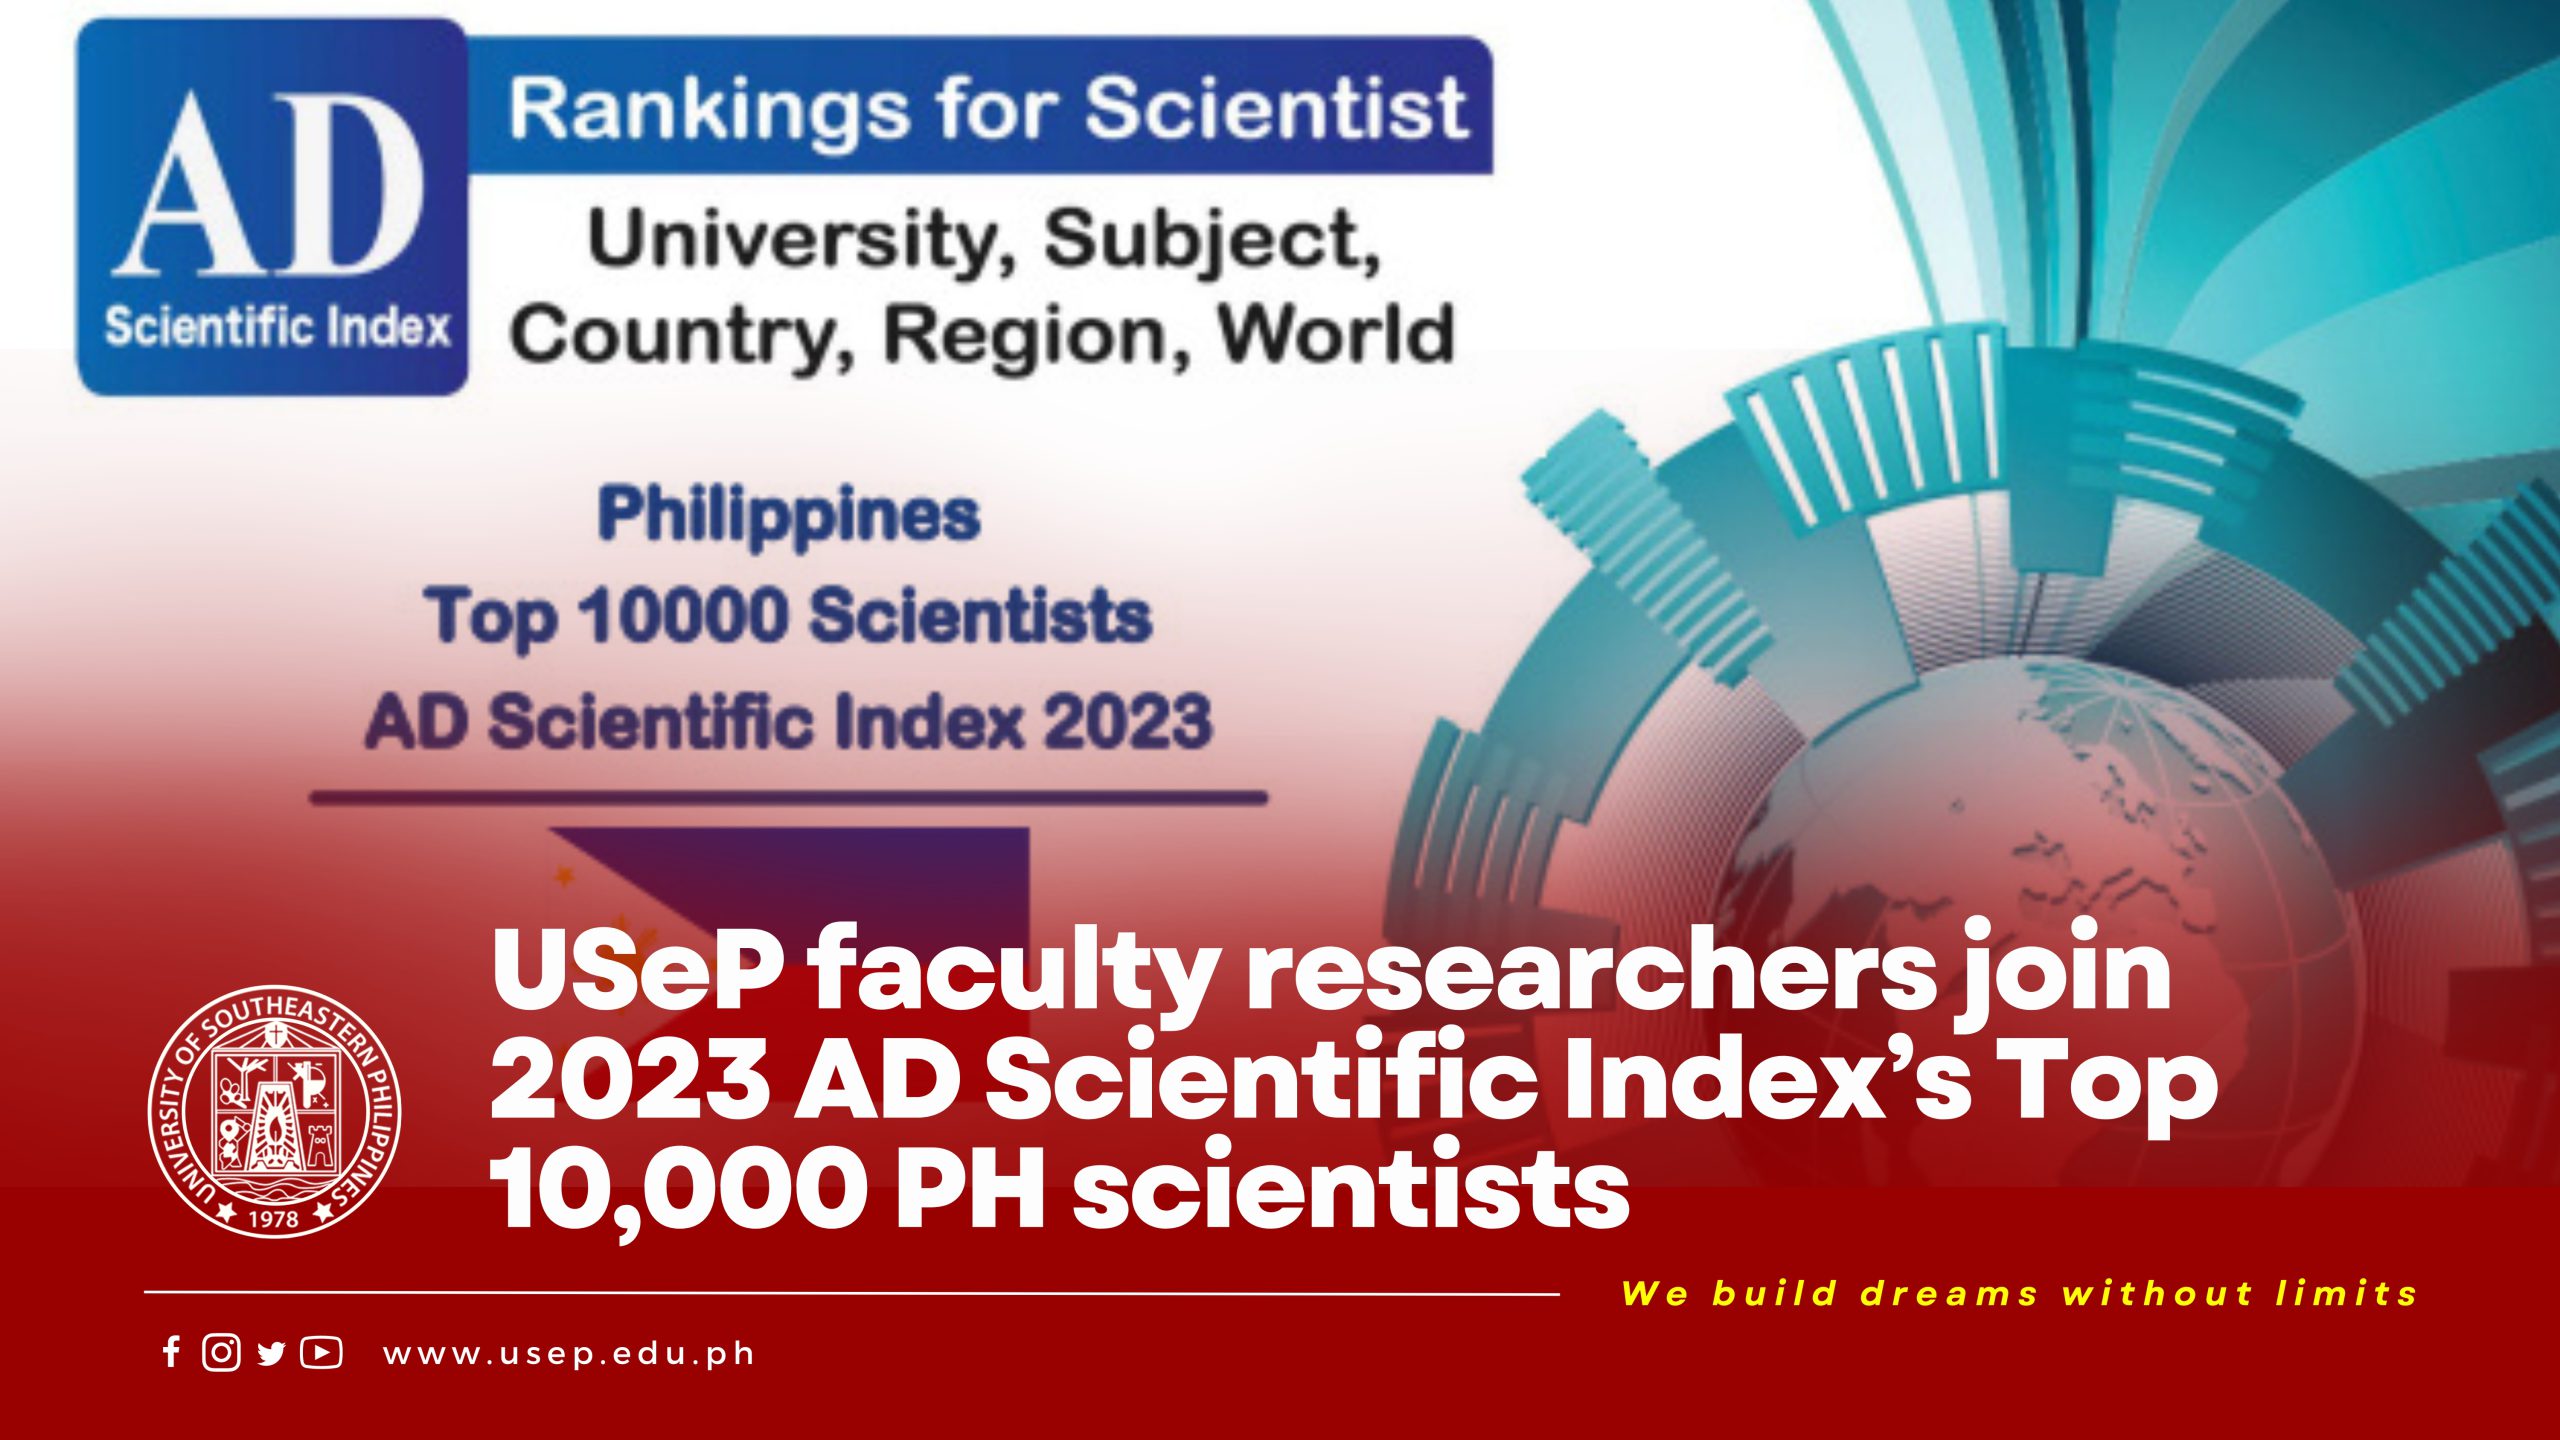 AD
Scientific Index
Rankings for Scientist
University, Subject,
Country, Region, World
Philippines
Top 10000 Scientists
AD Scientific Index 2023
USeP faculty researchers join
2023 AD Scientific Index’s Top
10,000 PH scientists
UNIVERSITY OF SOUTHEASTERN PHILIPPINES
1978
We build dreams without limits
www.usep.edu.ph